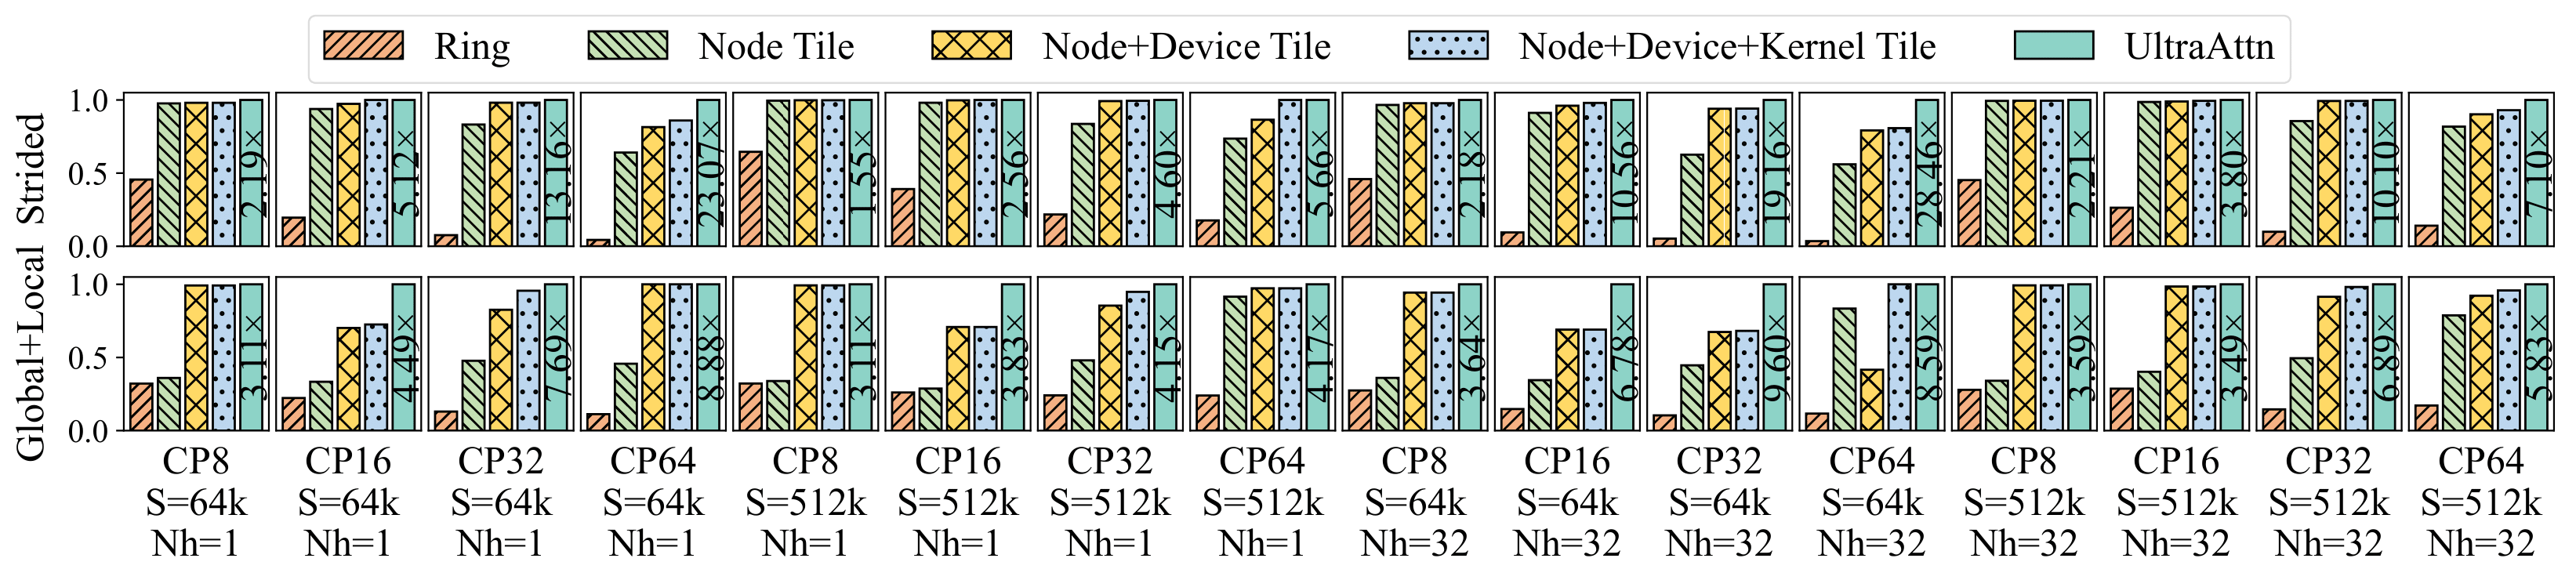 Ring Node Tile Node+Device Tile Node+Device+Kernel Tile UltraAttn
Strided
1.0
0.5
0.0
2.19× 5.12× 13.16× 23.07× 1.55× 2.56× 4.60× 5.66× 2.18× 10.56× 19.16× 28.46× 2.21× 3.80× 10.10× 7.10×
Global+Local
1.0
0.5
0.0
3.11× 4.49× 7.69× 8.88× 3.11× 3.83× 4.15× 4.17× 3.64× 6.78× 9.60× 8.59× 3.59× 3.49× 6.89× 5.83×
CP8 CP16 CP32 CP64 CP8 CP16 CP32 CP64 CP8 CP16 CP32 CP64 CP8 CP16 CP32 CP64
S=64k S=64k S=64k S=64k S=512k S=512k S=512k S=512k S=64k S=64k S=64k S=64k S=512k S=512k S=512k S=512k
Nh=1 Nh=1 Nh=1 Nh=1 Nh=1 Nh=1 Nh=1 Nh=1 Nh=32 Nh=32 Nh=32 Nh=32 Nh=32 Nh=32 Nh=32 Nh=32